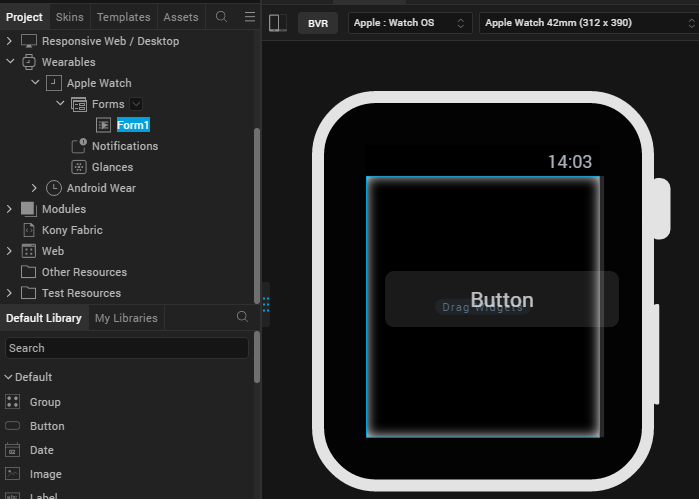 Project Skins Templates Assets
BVR Apple : Watch OS Apple Watch 42mm (312 x 390)
Responsive Web / Desktop
Wearables
Apple Watch
Forms
Form1
Notifications
Glances
Android Wear
Modules
Kony Fabric
Web
Other Resources
Test Resources
Default Library My Libraries
Search
Default
Group
Button
02 Date
Image
Label
14:03
Button
Drag Widgets